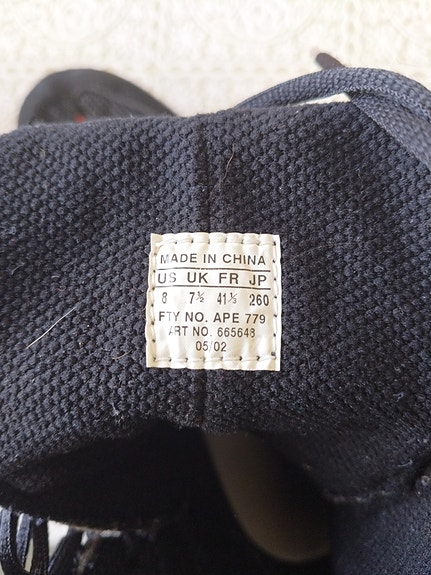 MADE IN CHINA
US UK FR JP
8 7½ 41⅓ 260
FTY NO. APE 779
ART NO. 665648
05/02